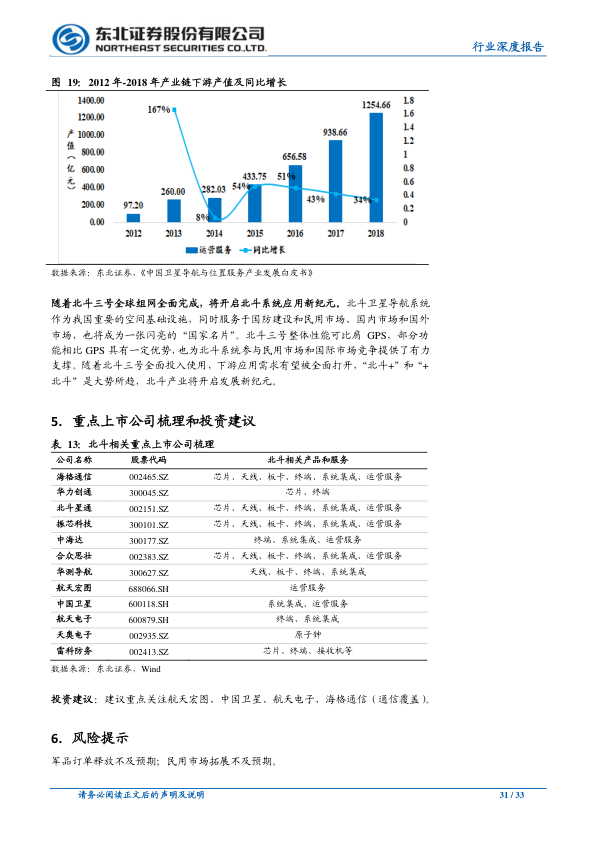 东北证券股份有限公司
NORTHEAST SECURITIES CO.,LTD.
行业深度报告
图 19：2012 年-2018 年产业链下游产值及同比增长
产值（亿元）
1400.00
1200.00
1000.00
800.00
600.00
400.00
200.00
0.00
1.8
1.6
1.4
1.2
1
0.8
0.6
0.4
0.2
0
97.20
260.00
282.03
433.75
656.58
938.66
1254.66
167%
8%
54%
51%
43%
34%
2012 2013 2014 2015 2016 2017 2018
运营服务 同比增长
数据来源：东北证券，《中国卫星导航与位置服务产业发展白皮书》
随着北斗三号全球组网全面完成，将开启北斗系统应用新纪元。北斗卫星导航系统
作为我国重要的空间基础设施，同时服务于国防建设和民用市场、国内市场和国外
市场，也将成为一张闪亮的“国家名片”。北斗三号整体性能可比肩 GPS，部分功
能相比 GPS 具有一定优势，也为北斗系统参与民用市场和国际市场竞争提供了有力
支撑。随着北斗三号全面投入使用，下游应用需求有望被全面打开，“北斗+”和“+
北斗”是大势所趋，北斗产业将开启发展新纪元。
5. 重点上市公司梳理和投资建议
表 13：北斗相关重点上市公司梳理
公司名称 股票代码 北斗相关产品和服务
海格通信 002465.SZ 芯片、天线、板卡、终端、系统集成、运营服务
华力创通 300045.SZ 芯片、终端
北斗星通 002151.SZ 芯片、天线、板卡、终端、系统集成、运营服务
振芯科技 300101.SZ 芯片、天线、板卡、终端、系统集成、运营服务
中海达 300177.SZ 终端、系统集成、运营服务
合众思壮 002383.SZ 芯片、天线、板卡、终端、系统集成、运营服务
华测导航 300627.SZ 天线、板卡、终端、系统集成
航天宏图 688066.SH 运营服务
中国卫星 600118.SH 系统集成、运营服务
航天电子 600879.SH 终端、系统集成
天奥电子 002935.SZ 原子钟
雷科防务 002413.SZ 芯片、终端、接收机等
数据来源：东北证券，Wind
投资建议：建议重点关注航天宏图、中国卫星、航天电子、海格通信（通信覆盖）。
6. 风险提示
军品订单释放不及预期；民用市场拓展不及预期。
请务必阅读正文后的声明及说明
31 / 33